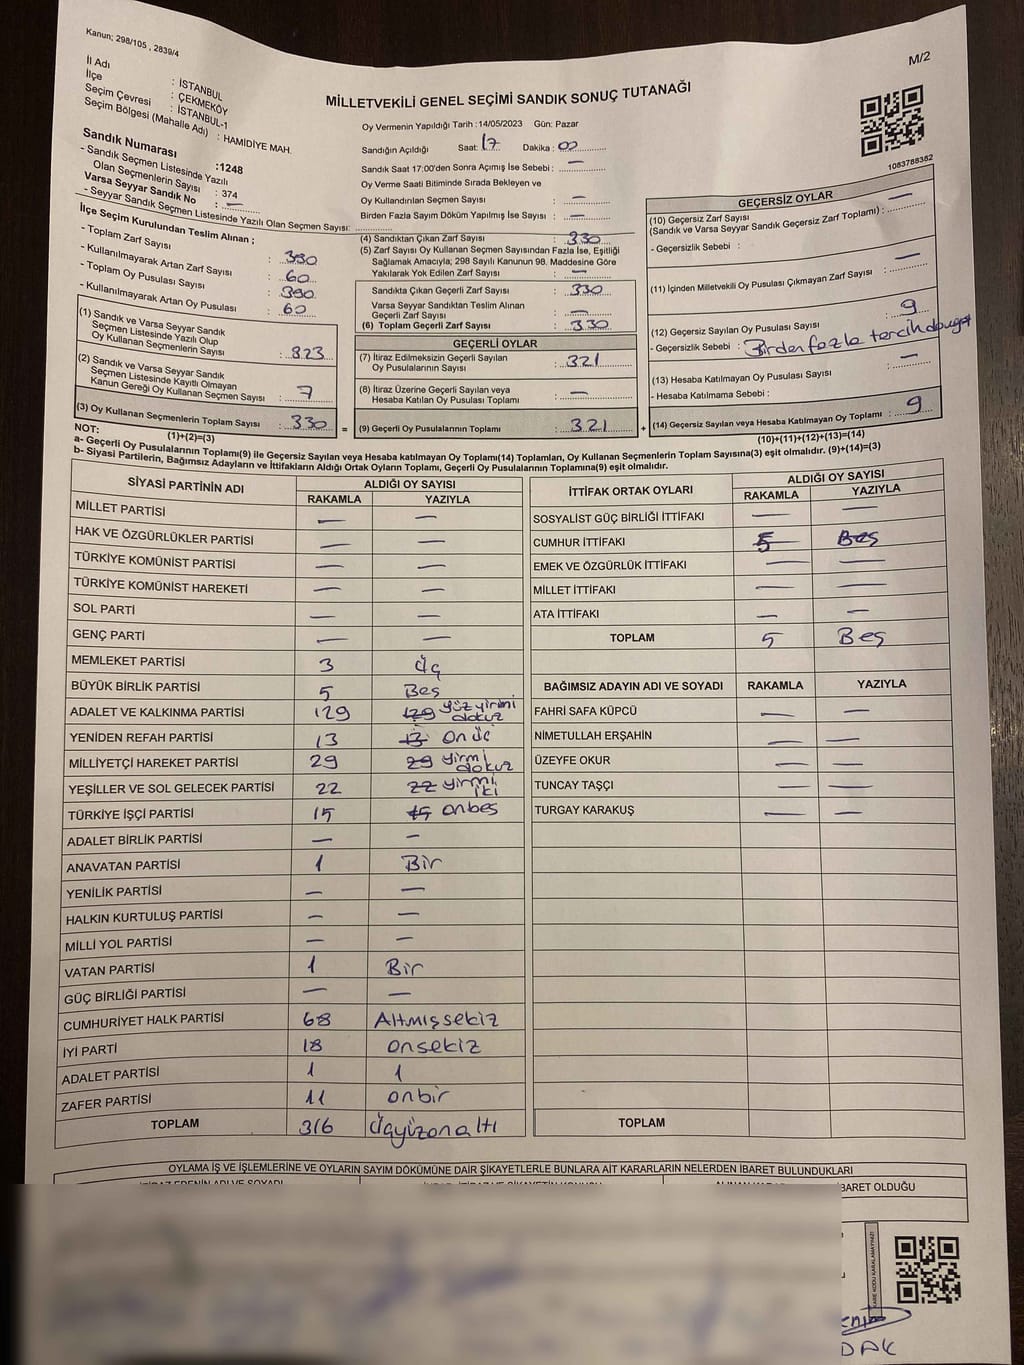 Kanun; 298/105 , 2839/4
M/2
İl Adı : İSTANBUL
İlçe : ÇEKMEKÖY
Seçim Çevresi : İSTANBUL-1
Seçim Bölgesi (Mahalle Adı) : HAMİDİYE MAH.
Sandık Numarası :1248
- Sandık Seçmen Listesinde Yazılı
Olan Seçmenlerin Sayısı : 374
Varsa Seyyar Sandık No : —
- Seyyar Sandık Seçmen Listesinde Yazılı Olan Seçmen Sayısı:
İlçe Seçim Kurulundan Teslim Alınan ;
- Toplam Zarf Sayısı : 390
- Kullanılmayarak Artan Zarf Sayısı : 60
- Toplam Oy Pusulası Sayısı : 390
- Kullanılmayarak Artan Oy Pusulası : 60
(1) Sandık ve Varsa Seyyar Sandık
Seçmen Listesinde Yazılı Olup
Oy Kullanan Seçmenlerin Sayısı : 323
(2) Sandık ve Varsa Seyyar Sandık
Seçmen Listesinde Kayıtlı Olmayan
Kanun Gereği Oy Kullanan Seçmen Sayısı : 7
(3) Oy Kullanan Seçmenlerin Toplam Sayısı : 330
MİLLETVEKİLİ GENEL SEÇİMİ SANDIK SONUÇ TUTANAĞI
Oy Vermenin Yapıldığı Tarih :14/05/2023 Gün: Pazar
Sandığın Açıldığı Saat: 17 Dakika : 00
Sandık Saat 17:00'den Sonra Açımış İse Sebebi : —
Oy Verme Saati Bitiminde Sırada Bekleyen ve
Oy Kullandırılan Seçmen Sayısı : —
Birden Fazla Sayım Döküm Yapılmış İse Sayısı : —
(4) Sandıktan Çıkan Zarf Sayısı : 330
(5) Zarf Sayısı Oy Kullanan Seçmen Sayısından Fazla İse, Eşitliği
Sağlamak Amacıyla; 298 Sayılı Kanunun 98. Maddesine Göre
Yakılarak Yok Edilen Zarf Sayısı : —
Sandıkta Çıkan Geçerli Zarf Sayısı : 330
Varsa Seyyar Sandıktan Teslim Alınan
Geçerli Zarf Sayısı : —
(6) Toplam Geçerli Zarf Sayısı : 330
GEÇERLİ OYLAR
(7) İtiraz Edilmeksizin Geçerli Sayılan
Oy Pusulalarının Sayısı : 321
(8) İtiraz Üzerine Geçerli Sayılan veya
Hesaba Katılan Oy Pusulası Toplamı : —
= (9) Geçerli Oy Pusulalarının Toplamı : 321 +
1083788382
GEÇERSİZ OYLAR
(10) Geçersiz Zarf Sayısı
(Sandık ve Varsa Seyyar Sandık Geçersiz Zarf Toplamı) : —
- Geçersizlik Sebebi :
(11) İçinden Milletvekili Oy Pusulası Çıkmayan Zarf Sayısı : —
(12) Geçersiz Sayılan Oy Pusulası Sayısı : 9
- Geçersizlik Sebebi : Birden fazla tercih
(13) Hesaba Katılmayan Oy Pusulası Sayısı : —
- Hesaba Katılmama Sebebi :
(14) Geçersiz Sayılan veya Hesaba Katılmayan Oy Toplamı : 9
NOT: (1)+(2)=(3) (10)+(11)+(12)+(13)=(14)
a- Geçerli Oy Pusulalarının Toplamı(9) ile Geçersiz Sayılan veya Hesaba katılmayan Oy Toplamı(14) Toplamları, Oy Kullanan Seçmenlerin Toplam Sayısına(3) eşit olmalıdır. (9)+(14)=(3)
b- Siyasi Partilerin, Bağımsız Adayların ve İttifakların Aldığı Ortak Oyların Toplamı, Geçerli Oy Pusulalarının Toplamına(9) eşit olmalıdır.
SİYASİ PARTİNİN ADI ALDIĞI OY SAYISI
RAKAMLA YAZIYLA
MİLLET PARTİSİ — —
HAK VE ÖZGÜRLÜKLER PARTİSİ — —
TÜRKİYE KOMÜNİST PARTİSİ — —
TÜRKİYE KOMÜNİST HAREKETİ — —
SOL PARTİ — —
GENÇ PARTİ — —
MEMLEKET PARTİSİ 3 üç
BÜYÜK BİRLİK PARTİSİ 5 Beş
ADALET VE KALKINMA PARTİSİ 129 129 yüz yirimi dokuz
YENİDEN REFAH PARTİSİ 13 13 on üç
MİLLİYETÇİ HAREKET PARTİSİ 29 29 yirmi dokuz
YEŞİLLER VE SOL GELECEK PARTİSİ 22 22 yirmi iki
TÜRKİYE İŞÇİ PARTİSİ 15 15 onbeş
ADALET BİRLİK PARTİSİ — —
ANAVATAN PARTİSİ 1 Bir
YENİLİK PARTİSİ — —
HALKIN KURTULUŞ PARTİSİ — —
MİLLİ YOL PARTİSİ — —
VATAN PARTİSİ 1 Bir
GÜÇ BİRLİĞİ PARTİSİ — —
CUMHURİYET HALK PARTİSİ 68 Altmışsekiz
İYİ PARTİ 18 onsekiz
ADALET PARTİSİ 1 1
ZAFER PARTİSİ 11 onbir
TOPLAM 316 üçyüzonaltı
İTTİFAK ORTAK OYLARI ALDIĞI OY SAYISI
RAKAMLA YAZIYLA
SOSYALİST GÜÇ BİRLİĞİ İTTİFAKI — —
CUMHUR İTTİFAKI 5 Beş
EMEK VE ÖZGÜRLÜK İTTİFAKI — —
MİLLET İTTİFAKI — —
ATA İTTİFAKI — —
TOPLAM 5 Beş
BAĞIMSIZ ADAYIN ADI VE SOYADI RAKAMLA YAZIYLA
FAHRİ SAFA KÜPCÜ — —
NİMETULLAH ERŞAHİN — —
ÜZEYFE OKUR — —
TUNCAY TAŞÇI — —
TURGAY KARAKUŞ — —
TOPLAM
OYLAMA İŞ VE İŞLEMLERİNE VE OYLARIN SAYIM DÖKÜMÜNE DAİR ŞİKAYETLERLE BUNLARA AİT KARARLARIN NELERDEN İBARET BULUNDUKLARI
BARET OLDUĞU